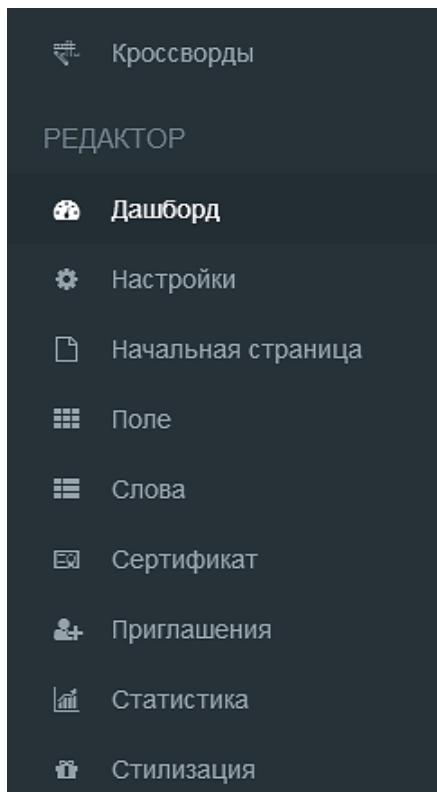 Кроссворды
РЕДАКТОР
Дашборд
Настройки
Начальная страница
Поле
Слова
Сертификат
Приглашения
Статистика
Стилизация